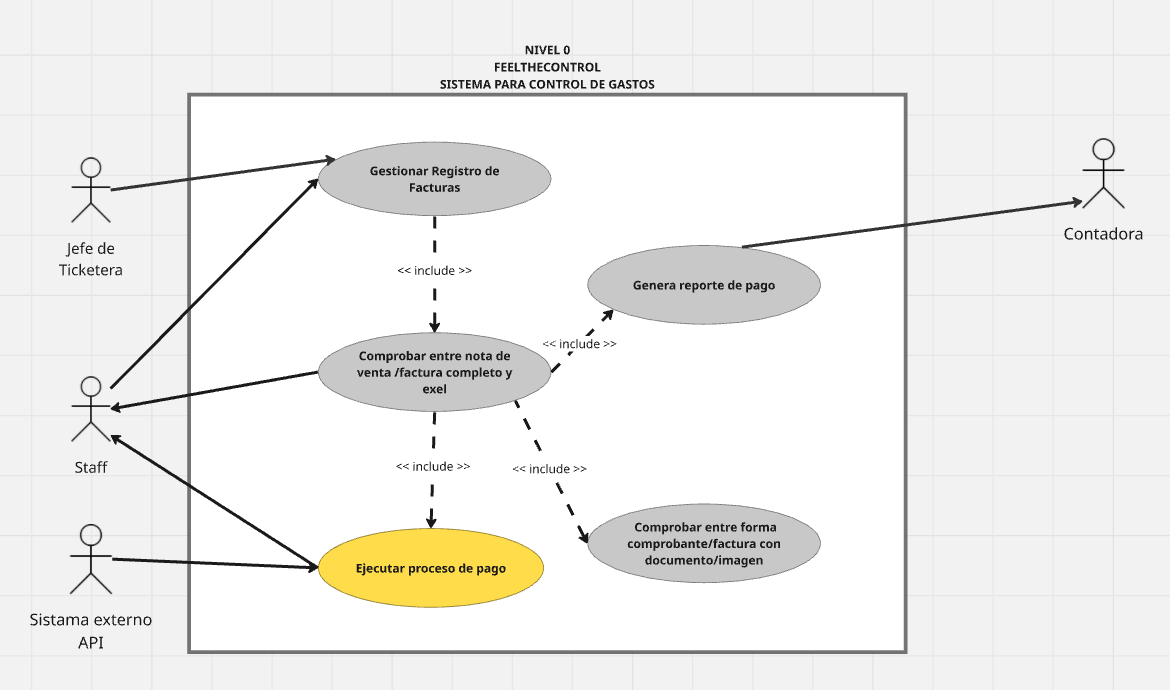 NIVEL 0
FEELTHECONTROL
SISTEMA PARA CONTROL DE GASTOS
Gestionar Registro de
Facturas
Jefe de
Ticketera
Contadora
<< include >>
Genera reporte de pago
<< include >>
Comprobar entre nota de
venta /factura completo y
exel
Staff
<< include >>
<< include >>
Comprobar entre forma
comprobante/factura con
documento/imagen
Ejecutar proceso de pago
Sistama externo
API